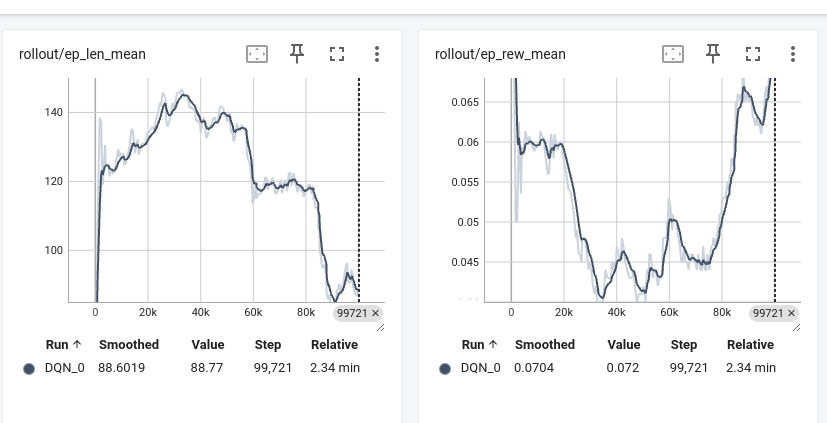 rollout/ep_len_mean
140
120
100
0 20k 40k 60k 80k 99721 ×
Run ↑ Smoothed Value Step Relative
DQN_0 88.6019 88.77 99,721 2.34 min
rollout/ep_rew_mean
0.065
0.06
0.055
0.05
0.045
0.04
0 20k 40k 60k 80k 99721 ×
Run ↑ Smoothed Value Step Relative
DQN_0 0.0704 0.072 99,721 2.34 min